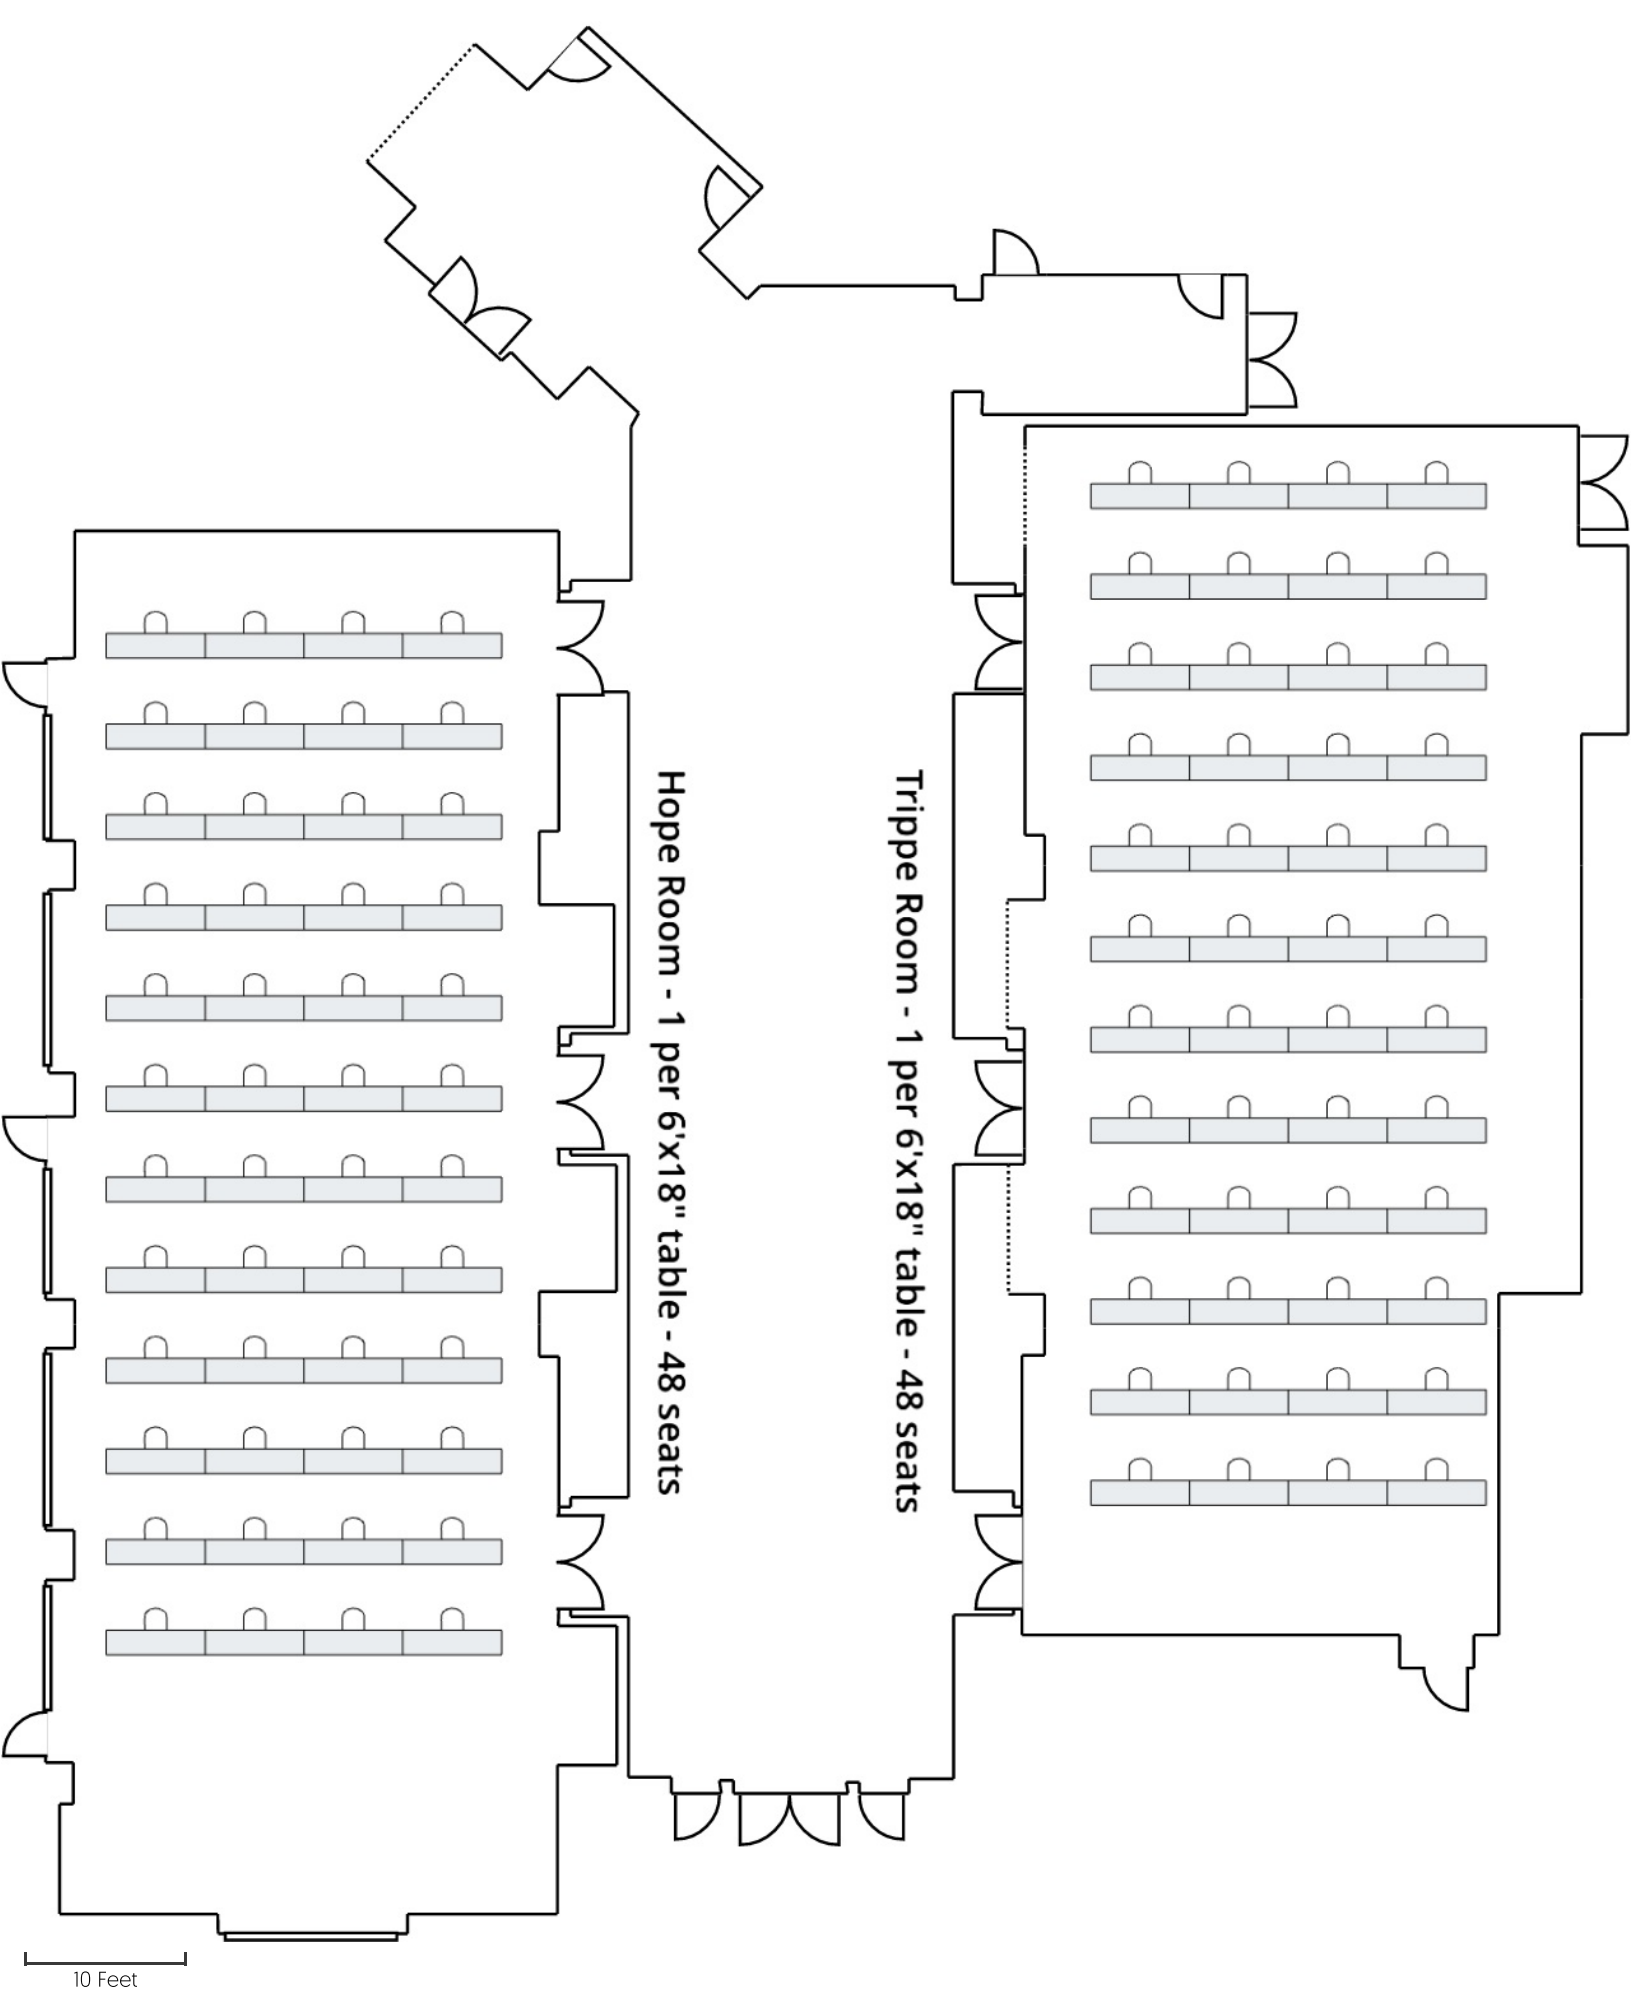 Hope Room - 1 per 6'x18" table - 48 seats
Trippe Room - 1 per 6'x18" table - 48 seats
10 Feet